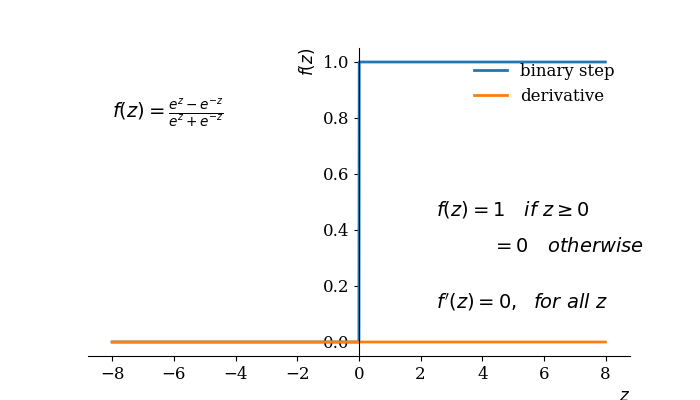 f(z)
1.0
binary step
derivative
f(z) = \frac{e^z - e^{-z}}{e^z + e^{-z}}
0.8
0.6
f(z) = 1 if z ≥ 0
0.4
= 0 otherwise
0.2
f'(z) = 0, for all z
0.0
−8 −6 −4 −2 0 2 4 6 8
z